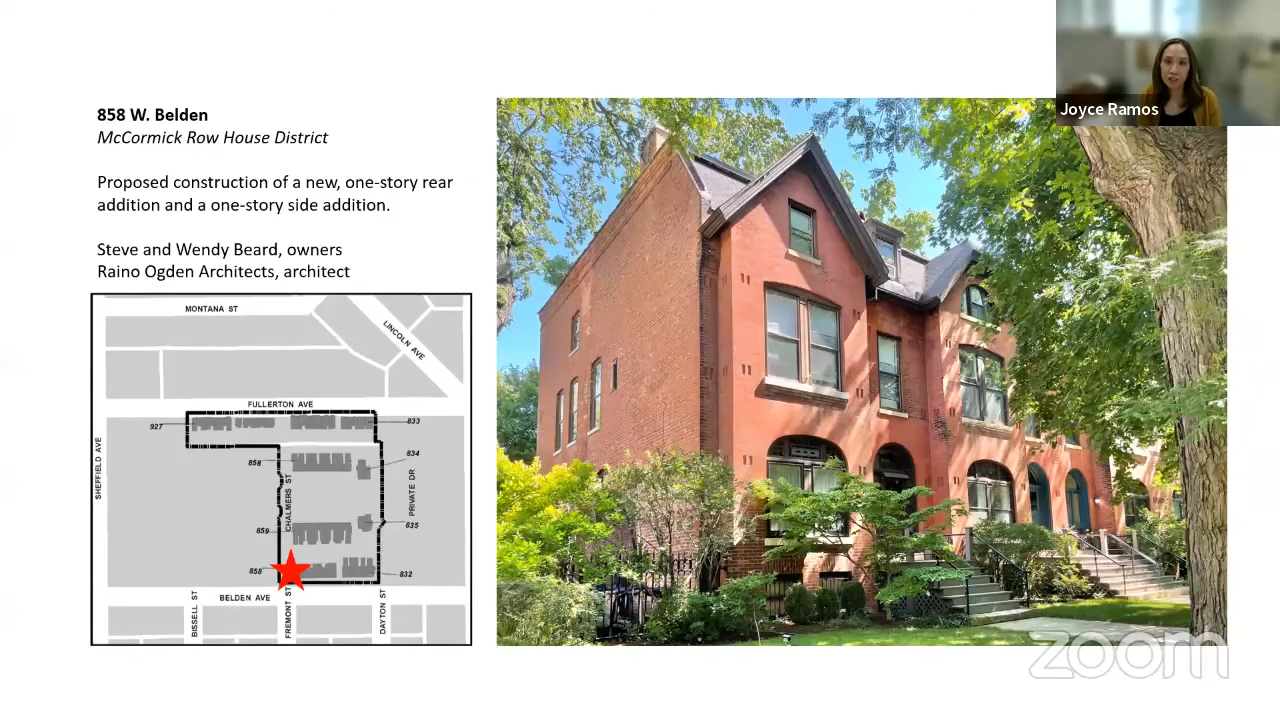 Joyce Ramos
858 W. Belden
McCormick Row House District
Proposed construction of a new, one-story rear
addition and a one-story side addition.
Steve and Wendy Beard, owners
Raino Ogden Architects, architect
MONTANA ST
LINCOLN AVE
FULLERTON AVE
927
833
SHEFFIELD AVE
858
834
CHALMERS ST
PRIVATE DR
859
835
858
832
BELDEN AVE
BISSELL ST
FREMONT ST
DAYTON ST
zoom